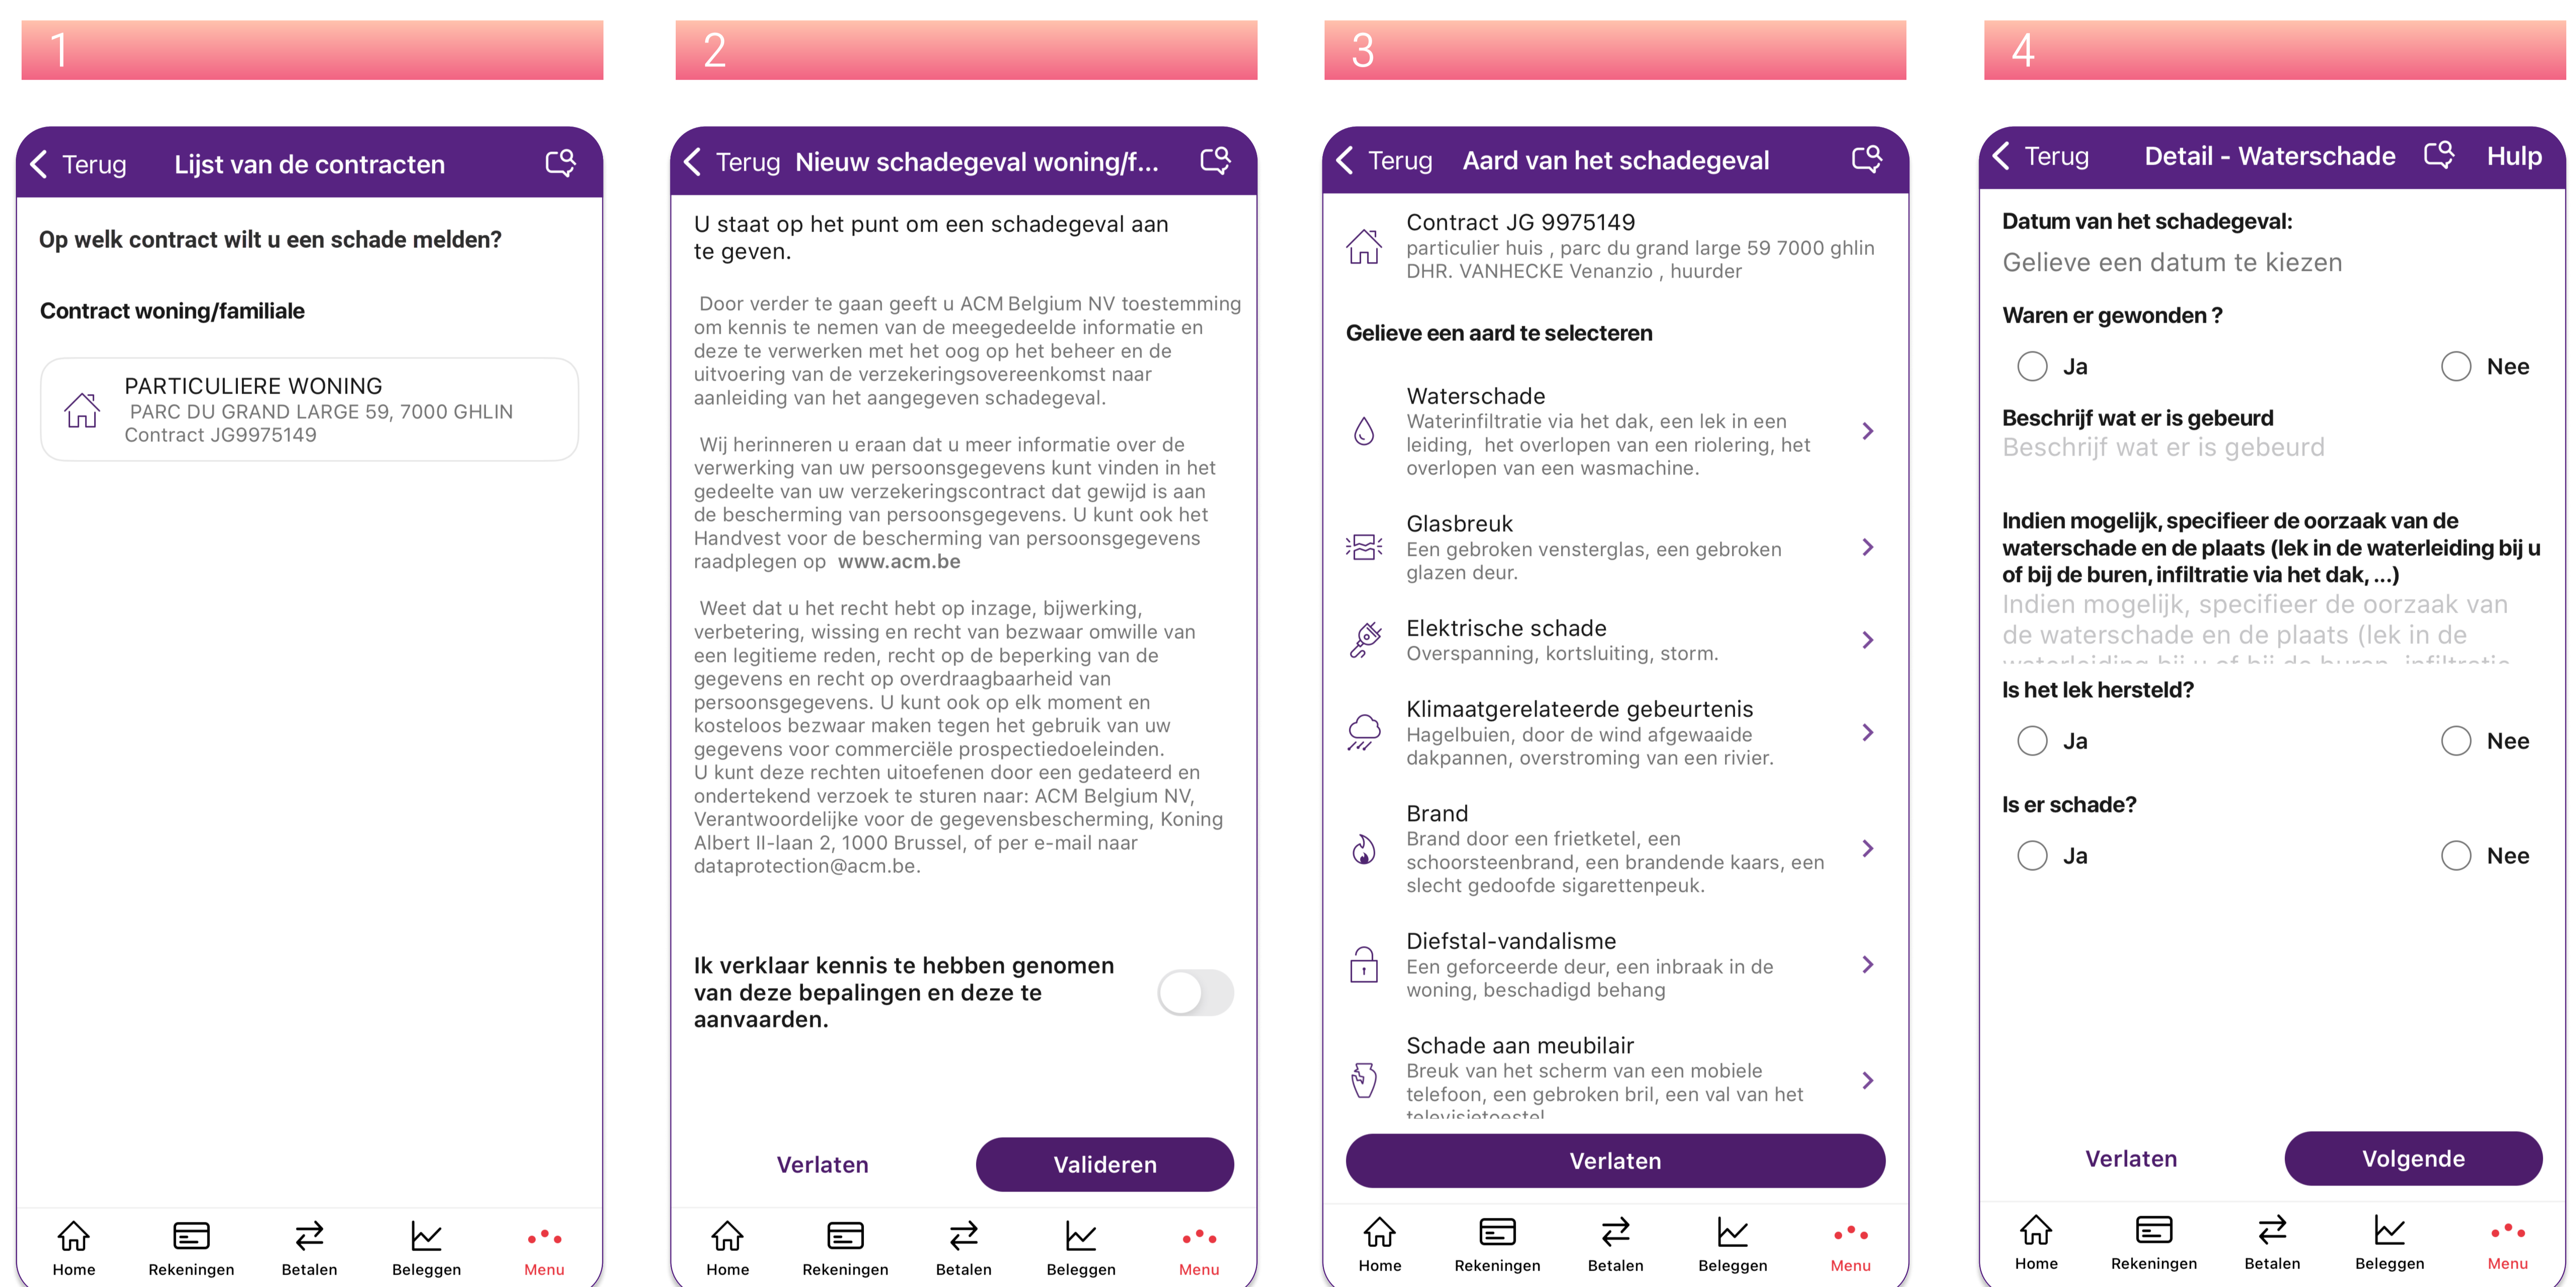 1
Terug Lijst van de contracten
Op welk contract wilt u een schade melden?
Contract woning/familiale
PARTICULIERE WONING
PARC DU GRAND LARGE 59, 7000 GHLIN
Contract JG9975149
Home Rekeningen Betalen Beleggen Menu
2
Terug Nieuw schadegeval woning/f...
U staat op het punt om een schadegeval aan
te geven.
Door verder te gaan geeft u ACM Belgium NV toestemming
om kennis te nemen van de meegedeelde informatie en
deze te verwerken met het oog op het beheer en de
uitvoering van de verzekeringsovereenkomst naar
aanleiding van het aangegeven schadegeval.
Wij herinneren u eraan dat u meer informatie over de
verwerking van uw persoonsgegevens kunt vinden in het
gedeelte van uw verzekeringscontract dat gewijd is aan
de bescherming van persoonsgegevens. U kunt ook het
Handvest voor de bescherming van persoonsgegevens
raadplegen op www.acm.be
Weet dat u het recht hebt op inzage, bijwerking,
verbetering, wissing en recht van bezwaar omwille van
een legitieme reden, recht op de beperking van de
gegevens en recht op overdraagbaarheid van
persoonsgegevens. U kunt ook op elk moment en
kosteloos bezwaar maken tegen het gebruik van uw
gegevens voor commerciële prospectiedoeleinden.
U kunt deze rechten uitoefenen door een gedateerd en
ondertekend verzoek te sturen naar: ACM Belgium NV,
Verantwoordelijke voor de gegevensbescherming, Koning
Albert II-laan 2, 1000 Brussel, of per e-mail naar
dataprotection@acm.be.
Ik verklaar kennis te hebben genomen
van deze bepalingen en deze te
aanvaarden.
Verlaten Valideren
Home Rekeningen Betalen Beleggen Menu
3
Terug Aard van het schadegeval
Contract JG 9975149
particulier huis , parc du grand large 59 7000 ghlin
DHR. VANHECKE Venanzio , huurder
Gelieve een aard te selecteren
Waterschade
Waterinfiltratie via het dak, een lek in een
leiding, het overlopen van een riolering, het
overlopen van een wasmachine.
Glasbreuk
Een gebroken vensterglas, een gebroken
glazen deur.
Elektrische schade
Overspanning, kortsluiting, storm.
Klimaatgerelateerde gebeurtenis
Hagelbuien, door de wind afgewaaide
dakpannen, overstroming van een rivier.
Brand
Brand door een frietketel, een
schoorsteenbrand, een brandende kaars, een
slecht gedoofde sigarettenpeuk.
Diefstal-vandalisme
Een geforceerde deur, een inbraak in de
woning, beschadigd behang
Schade aan meubilair
Breuk van het scherm van een mobiele
telefoon, een gebroken bril, een val van het
televisietoestel
Verlaten
Home Rekeningen Betalen Beleggen Menu
4
Terug Detail - Waterschade Hulp
Datum van het schadegeval:
Gelieve een datum te kiezen
Waren er gewonden ?
Ja Nee
Beschrijf wat er is gebeurd
Beschrijf wat er is gebeurd
Indien mogelijk, specifieer de oorzaak van de
waterschade en de plaats (lek in de waterleiding bij u
of bij de buren, infiltratie via het dak, ...)
Indien mogelijk, specifieer de oorzaak van
de waterschade en de plaats (lek in de
waterleiding bij u of bij de buren, infiltratie
Is het lek hersteld?
Ja Nee
Is er schade?
Ja Nee
Verlaten Volgende
Home Rekeningen Betalen Beleggen Menu